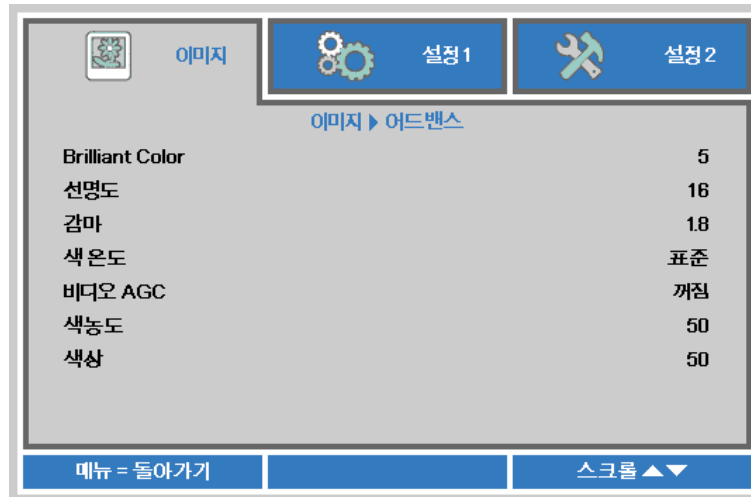 이미지 설정 1 설정 2
이미지 ▶ 어드밴스
Brilliant Color 5
선명도 16
감마 1.8
색 온도 표준
비디오 AGC 꺼짐
색농도 50
색상 50
메뉴 = 돌아가기 스크롤 ▲▼